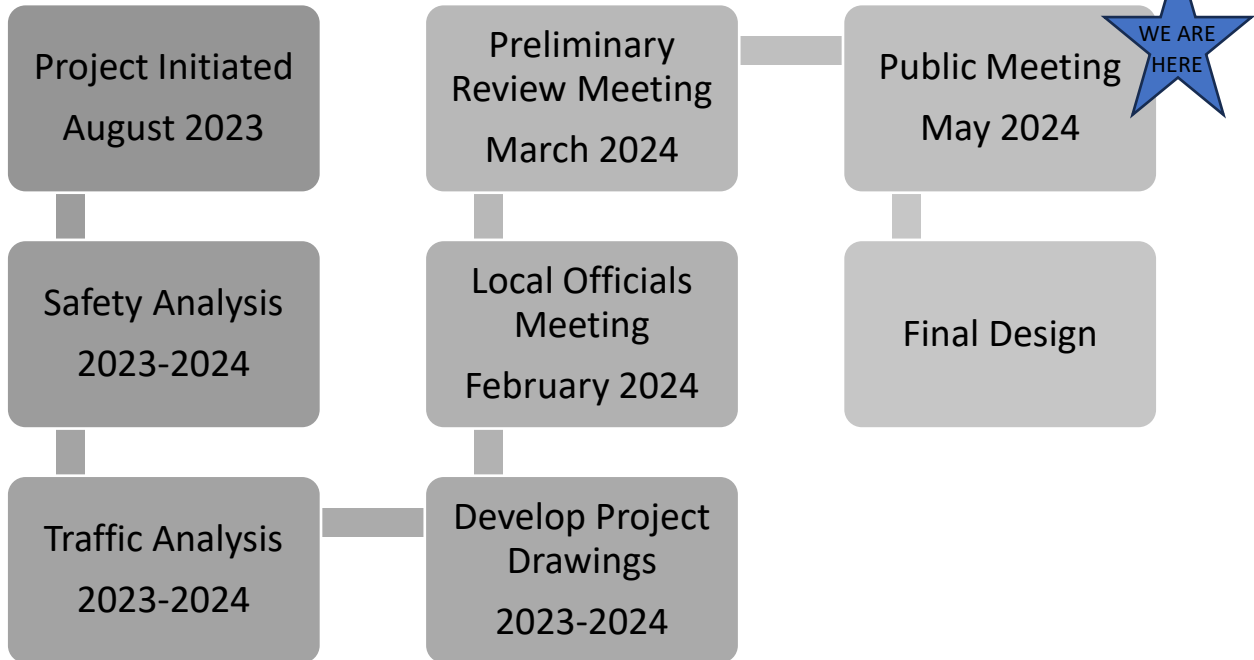 Project Initiated
August 2023
Safety Analysis
2023-2024
Traffic Analysis
2023-2024
Develop Project
Drawings
2023-2024
Local Officials
Meeting
February 2024
Preliminary
Review Meeting
March 2024
Public Meeting
May 2024
WE ARE
HERE
Final Design